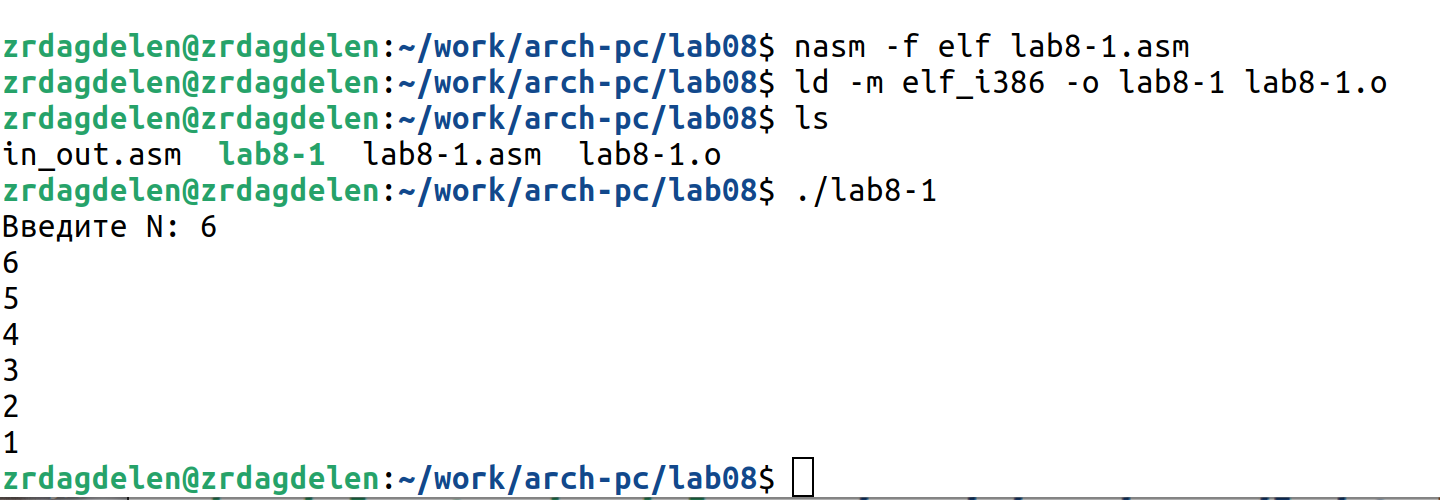 zrdagdelen@zrdagdelen:~/work/arch-pc/lab08$ nasm -f elf lab8-1.asm
zrdagdelen@zrdagdelen:~/work/arch-pc/lab08$ ld -m elf_i386 -o lab8-1 lab8-1.o
zrdagdelen@zrdagdelen:~/work/arch-pc/lab08$ ls
in_out.asm  lab8-1  lab8-1.asm  lab8-1.o
zrdagdelen@zrdagdelen:~/work/arch-pc/lab08$ ./lab8-1
Введите N: 6
6
5
4
3
2
1
zrdagdelen@zrdagdelen:~/work/arch-pc/lab08$